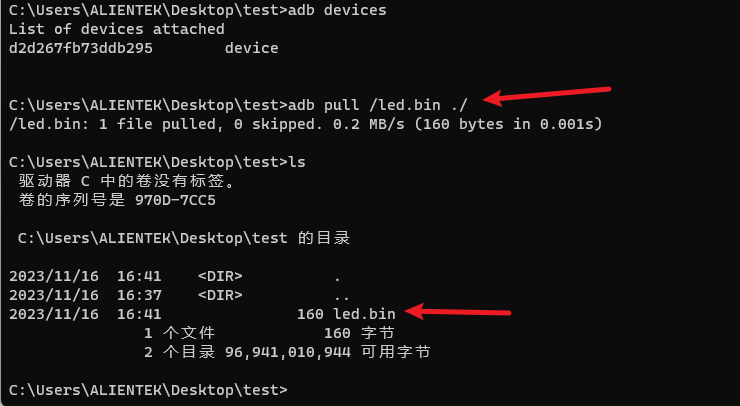 C:\Users\ALIENTEK\Desktop\test>adb devices
List of devices attached
d2d267fb73ddb295        device
C:\Users\ALIENTEK\Desktop\test>adb pull /led.bin ./
/led.bin: 1 file pulled, 0 skipped. 0.2 MB/s (160 bytes in 0.001s)
C:\Users\ALIENTEK\Desktop\test>ls
 驱动器 C 中的卷没有标签。
 卷的序列号是 970D-7CC5
 C:\Users\ALIENTEK\Desktop\test 的目录
2023/11/16  16:41    <DIR>          .
2023/11/16  16:37    <DIR>          ..
2023/11/16  16:41               160 led.bin
               1 个文件            160 字节
               2 个目录 96,941,010,944 可用字节
C:\Users\ALIENTEK\Desktop\test>